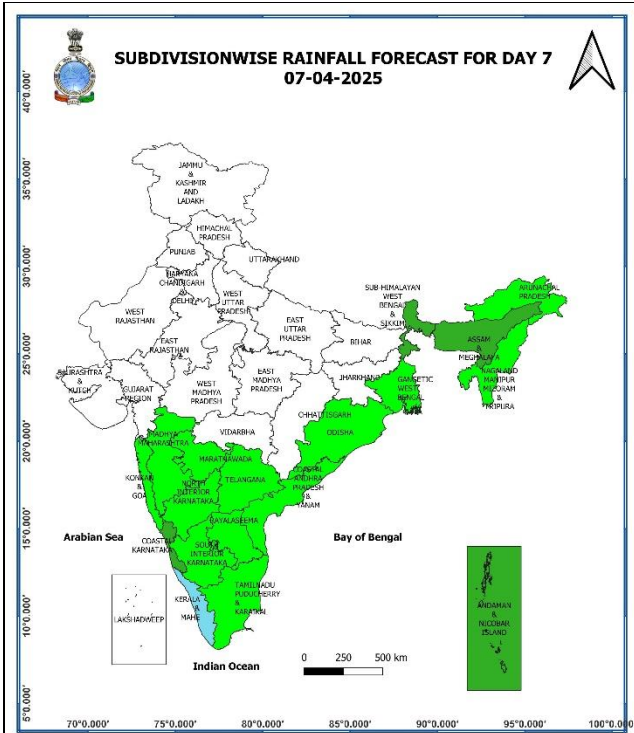 SUBDIVISIONWISE RAINFALL FORECAST FOR DAY 7
07-04-2025
40°0.000'
35°0.000'
30°0.000'
25°0.000'
20°0.000'
15°0.000'
10°0.000'
5°0.000'
JAMMU
&
KASHMIR
AND
LADAKH
HIMACHAL
PRADESH
PUNJAB
UTTARAKHAND
HARYANA
CHANDIGARH
&
DELHI
WEST
UTTAR
PRADESH
WEST
RAJASTHAN
EAST
RAJASTHAN
EAST
UTTAR
PRADESH
BIHAR
SUB-HIMALAYAN
WEST
BENGAL
&
SIKKIM
ARUNACHAL
PRADESH
ASSAM
&
MEGHALAYA
NAGALAND
MANIPUR
MIZORAM
&
TRIPURA
SAURASHTRA
&
KUTCH
GUJARAT
REGION
WEST
MADHYA
PRADESH
EAST
MADHYA
PRADESH
JHARKHAND
GANGETIC
WEST
BENGAL
CHHATTISGARH
ODISHA
VIDARBHA
MADHYA
MAHARASHTRA
MARATHAWADA
KONKAN
&
GOA
NORTH
INTERIOR
KARNATAKA
TELANGANA
COASTAL
ANDHRA
PRADESH
&
YANAM
RAYALASEEMA
Arabian Sea
Bay of Bengal
COASTAL
KARNATAKA
SOUTH
INTERIOR
KARNATAKA
TAMILNADU
PUDUCHERRY
&
KARAIKAL
KERALA
&
MAHE
LAKSHADWEEP
ANDAMAN
&
NICOBAR
ISLAND
Indian Ocean
0 250 500 km
70°0.000' 75°0.000' 80°0.000' 85°0.000' 90°0.000' 95°0.000' 100°0.000'